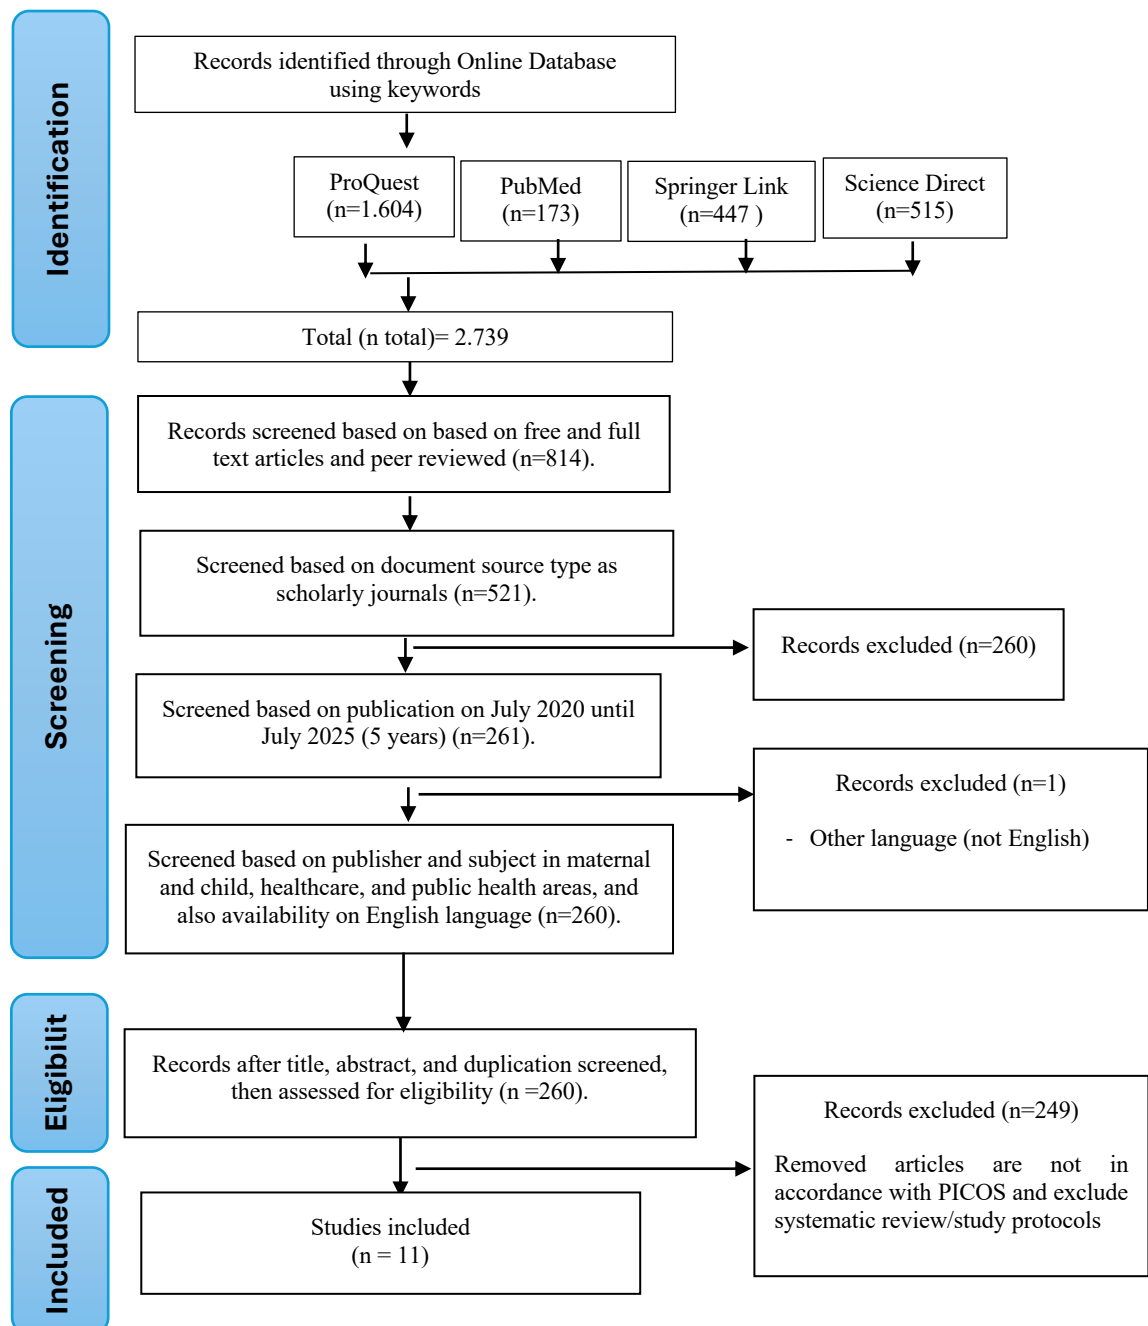 Identification
Records identified through Online Database
using keywords
ProQuest
(n=1.604)
PubMed
(n=173)
Springer Link
(n=447 )
Science Direct
(n=515)
Total (n total)= 2.739
Screening
Records screened based on based on free and full
text articles and peer reviewed (n=814).
Screened based on document source type as
scholarly journals (n=521).
Records excluded (n=260)
Screened based on publication on July 2020 until
July 2025 (5 years) (n=261).
Records excluded (n=1)
- Other language (not English)
Screened based on publisher and subject in maternal
and child, healthcare, and public health areas, and
also availability on English language (n=260).
Eligibilit
Records after title, abstract, and duplication screened,
then assessed for eligibility (n =260).
Records excluded (n=249)
Removed articles are not in
accordance with PICOS and exclude
systematic review/study protocols
Included
Studies included
(n = 11)